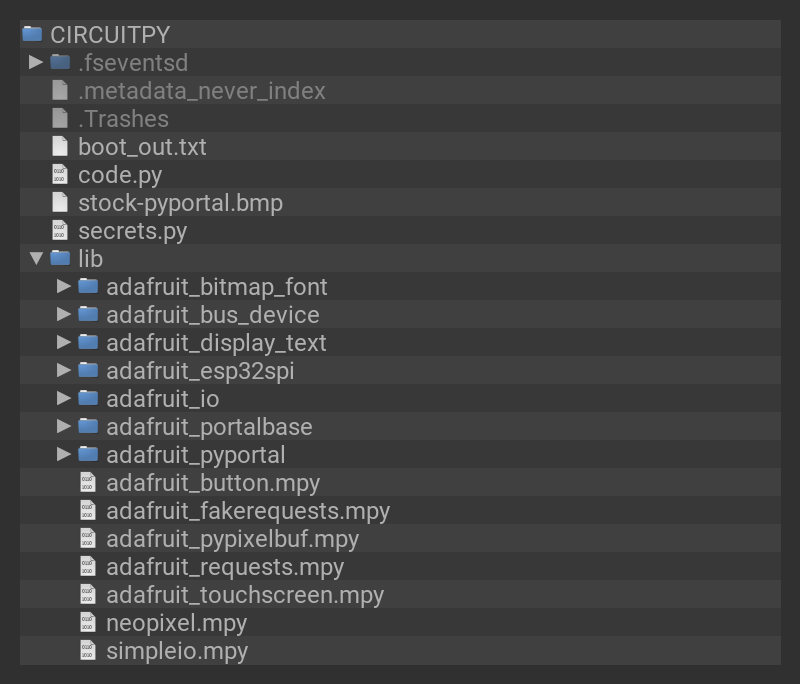 CIRCUITPY
.fseventsd
.metadata_never_index
.Trashes
boot_out.txt
code.py
stock-pyportal.bmp
secrets.py
lib
adafruit_bitmap_font
adafruit_bus_device
adafruit_display_text
adafruit_esp32spi
adafruit_io
adafruit_portalbase
adafruit_pyportal
adafruit_button.mpy
adafruit_fakerequests.mpy
adafruit_pypixelbuf.mpy
adafruit_requests.mpy
adafruit_touchscreen.mpy
neopixel.mpy
simpleio.mpy